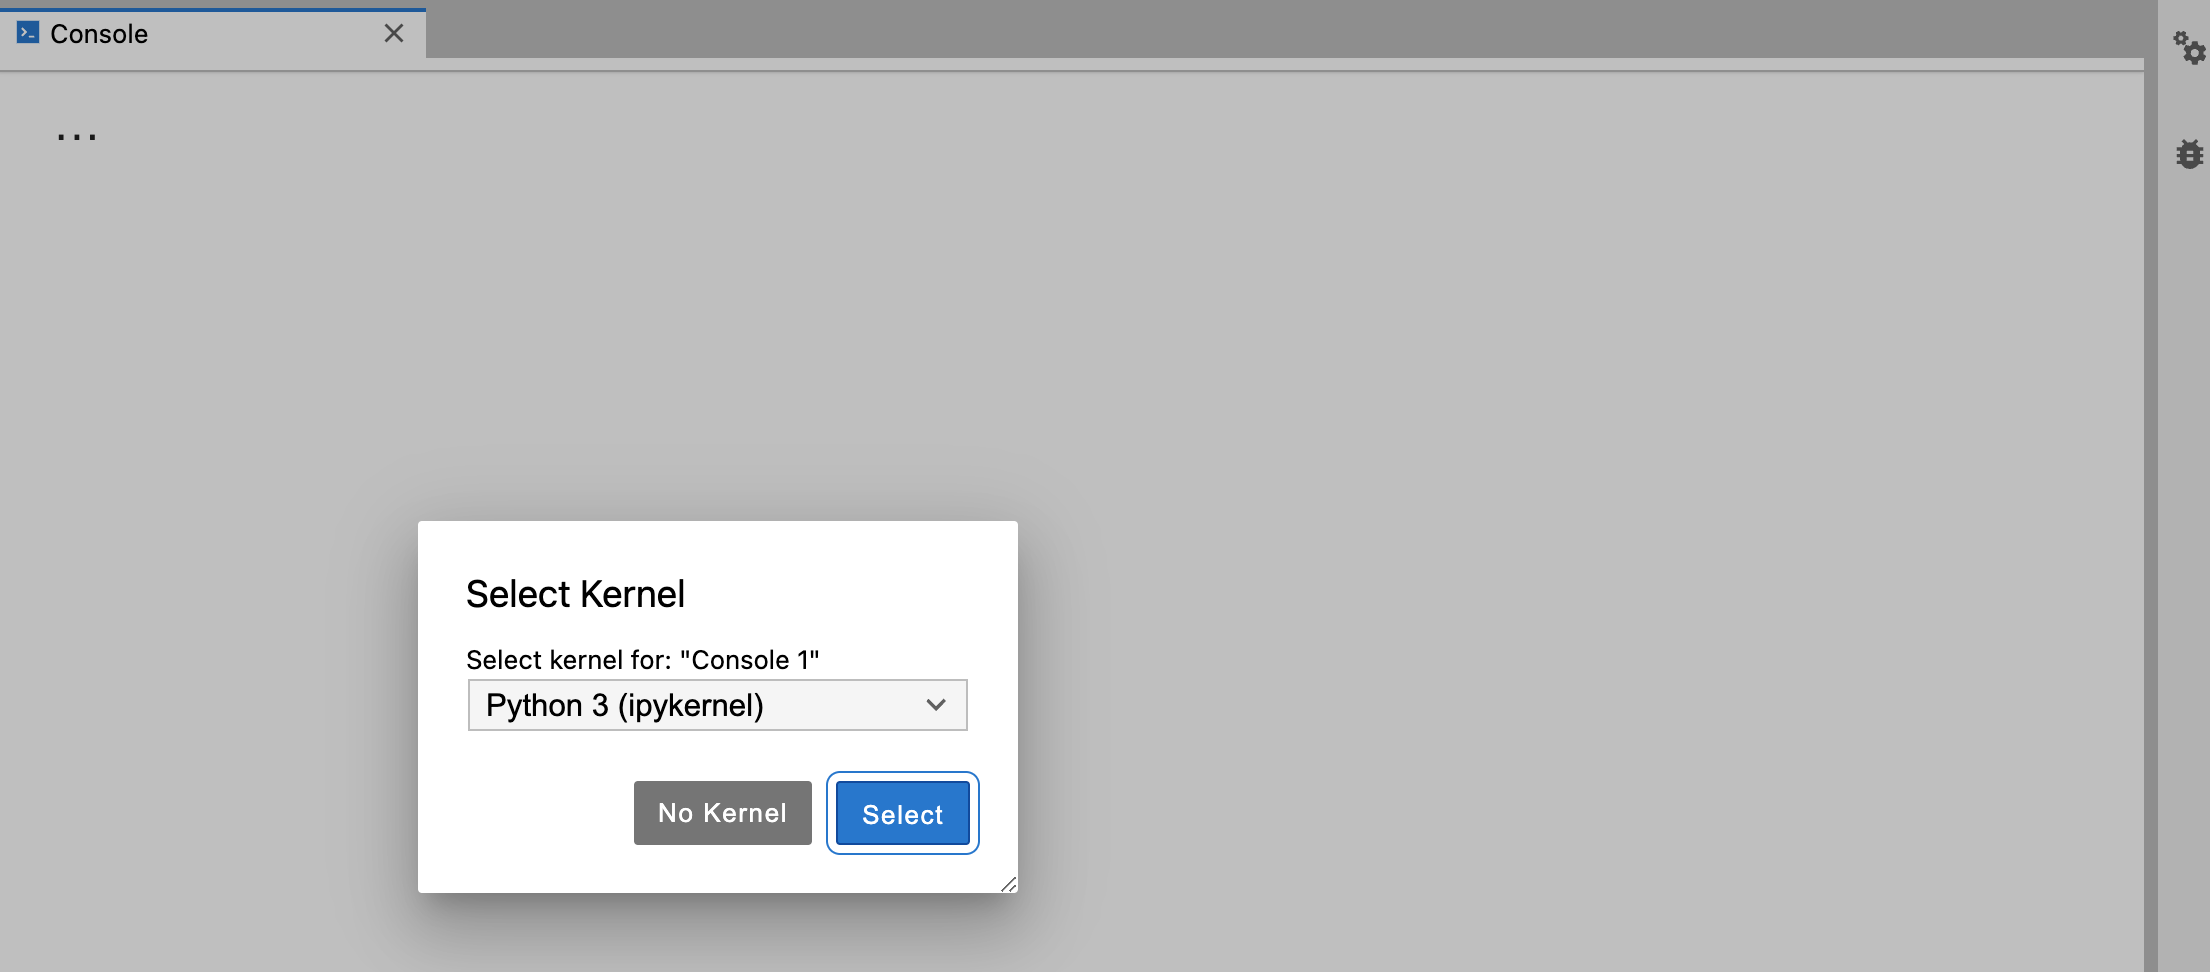 Console
...
Select Kernel
Select kernel for: "Console 1"
Python 3 (ipykernel)
No Kernel
Select